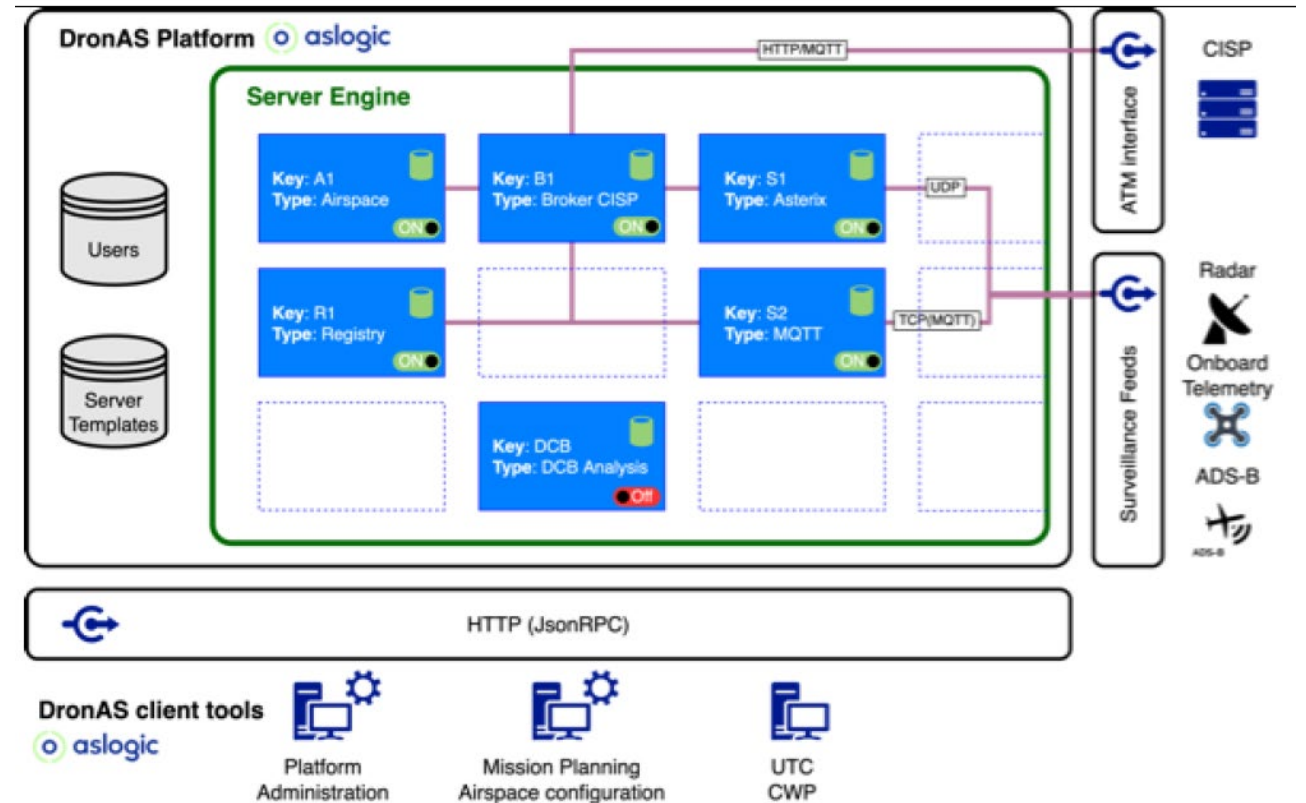 DronAS Platform aslogic
Server Engine
HTTP/MQTT
Key: A1
Type: Airspace
ON
Key: B1
Type: Broker CISP
ON
Key: S1
Type: Asterix
ON
UDP
Key: R1
Type: Registry
ON
Key: S2
Type: MQTT
ON
TCP(MQTT)
Key: DCB
Type: DCB Analysis
Off
Users
Server
Templates
ATM interface
CISP
Surveillance Feeds
Radar
Onboard
Telemetry
ADS-B
ADS-B
HTTP (JsonRPC)
DronAS client tools
aslogic
Platform
Administration
Mission Planning
Airspace configuration
UTC
CWP